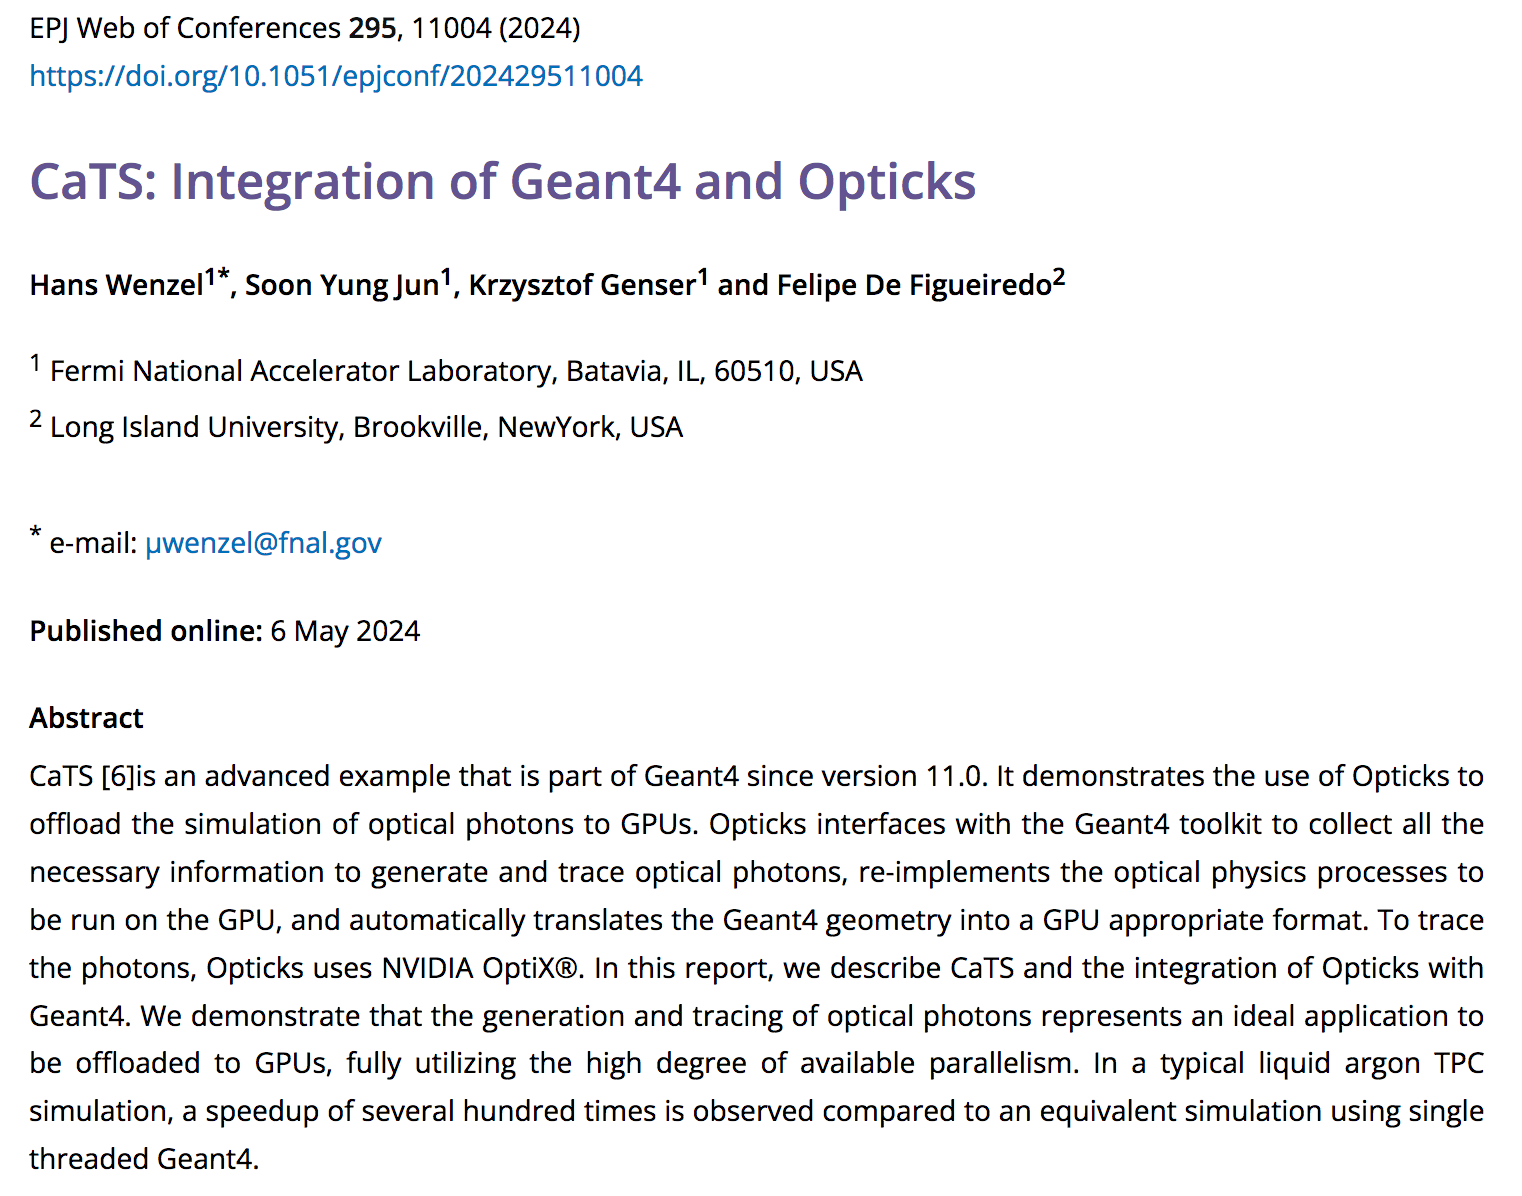 EPJ Web of Conferences 295, 11004 (2024)
https://doi.org/10.1051/epjconf/202429511004
CaTS: Integration of Geant4 and Opticks
Hans Wenzel1*, Soon Yung Jun1, Krzysztof Genser1 and Felipe De Figueiredo2
1 Fermi National Accelerator Laboratory, Batavia, IL, 60510, USA
2 Long Island University, Brookville, NewYork, USA
* e-mail: μwenzel@fnal.gov
Published online: 6 May 2024
Abstract
CaTS [6]is an advanced example that is part of Geant4 since version 11.0. It demonstrates the use of Opticks to
offload the simulation of optical photons to GPUs. Opticks interfaces with the Geant4 toolkit to collect all the
necessary information to generate and trace optical photons, re-implements the optical physics processes to
be run on the GPU, and automatically translates the Geant4 geometry into a GPU appropriate format. To trace
the photons, Opticks uses NVIDIA OptiX®. In this report, we describe CaTS and the integration of Opticks with
Geant4. We demonstrate that the generation and tracing of optical photons represents an ideal application to
be offloaded to GPUs, fully utilizing the high degree of available parallelism. In a typical liquid argon TPC
simulation, a speedup of several hundred times is observed compared to an equivalent simulation using single
threaded Geant4.